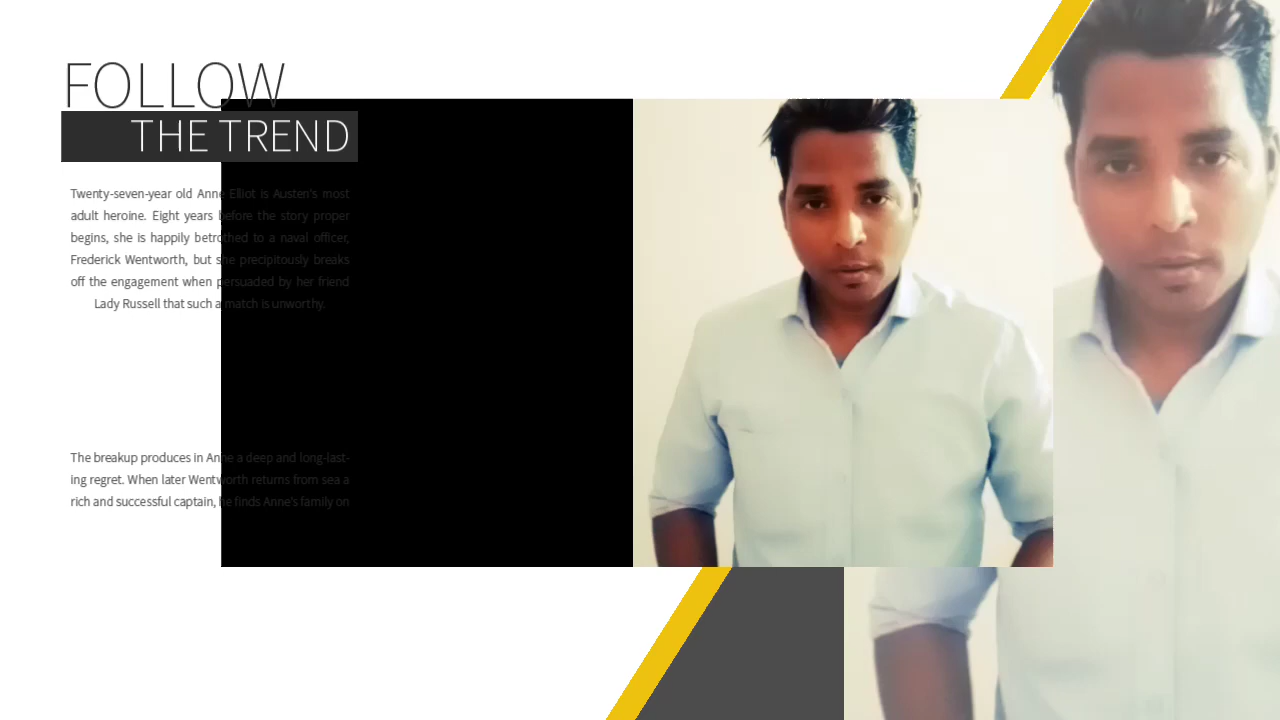 FOLLOW
THE TREND
Twenty-seven-year old Anne Elliot is Austen's most
adult heroine. Eight years before the story proper
begins, she is happily betrothed to a naval officer,
Frederick Wentworth, but she precipitously breaks
off the engagement when persuaded by her friend
Lady Russell that such a match is unworthy.
The breakup produces in Anne a deep and long-last-
ing regret. When later Wentworth returns from sea a
rich and successful captain, he finds Anne's family on